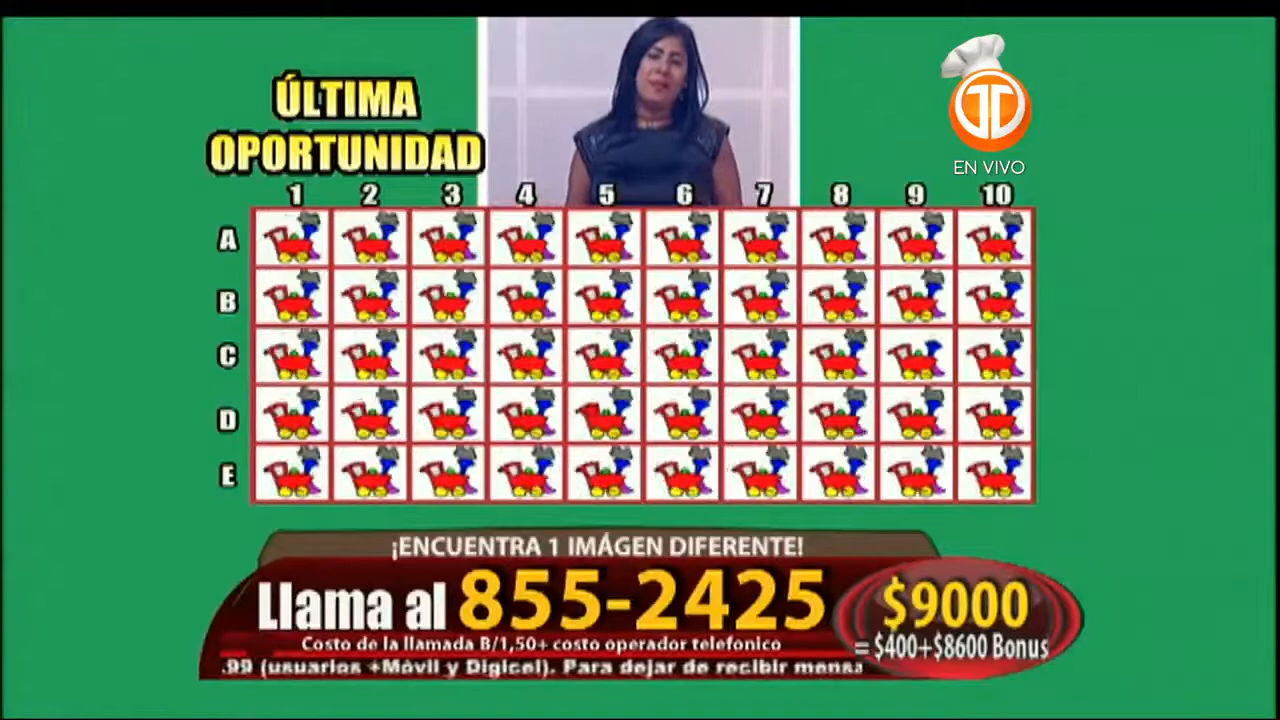 ÚLTIMA
OPORTUNIDAD
EN VIVO
1 2 3 4 5 6 7 8 9 10
A
B
C
D
E
¡ENCUENTRA 1 IMÁGEN DIFERENTE!
Llama al 855-2425
$9000
Costo de la llamada B/1,50+ costo operador telefonico
= $400+$8600 Bonus
.99 (usuarios +Móvil y Digicel). Para dejar de recibir mensa